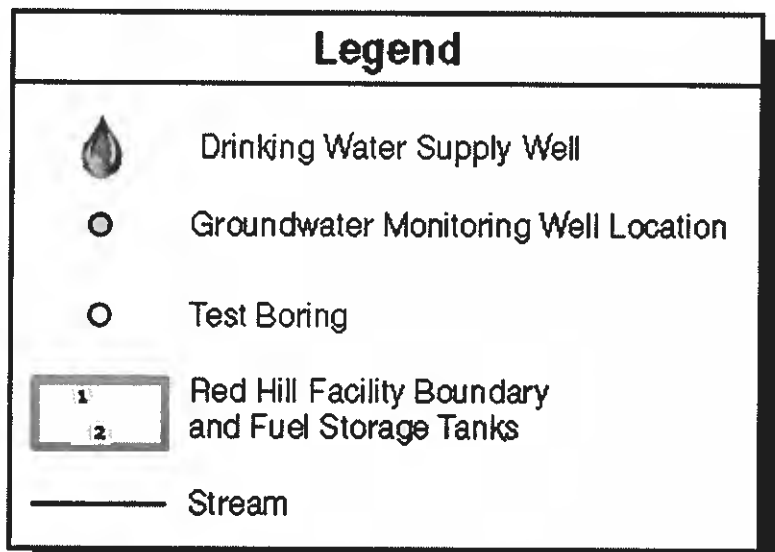 Legend
Drinking Water Supply Well
Groundwater Monitoring Well Location
Test Boring
1
2
Red Hill Facility Boundary
and Fuel Storage Tanks
Stream